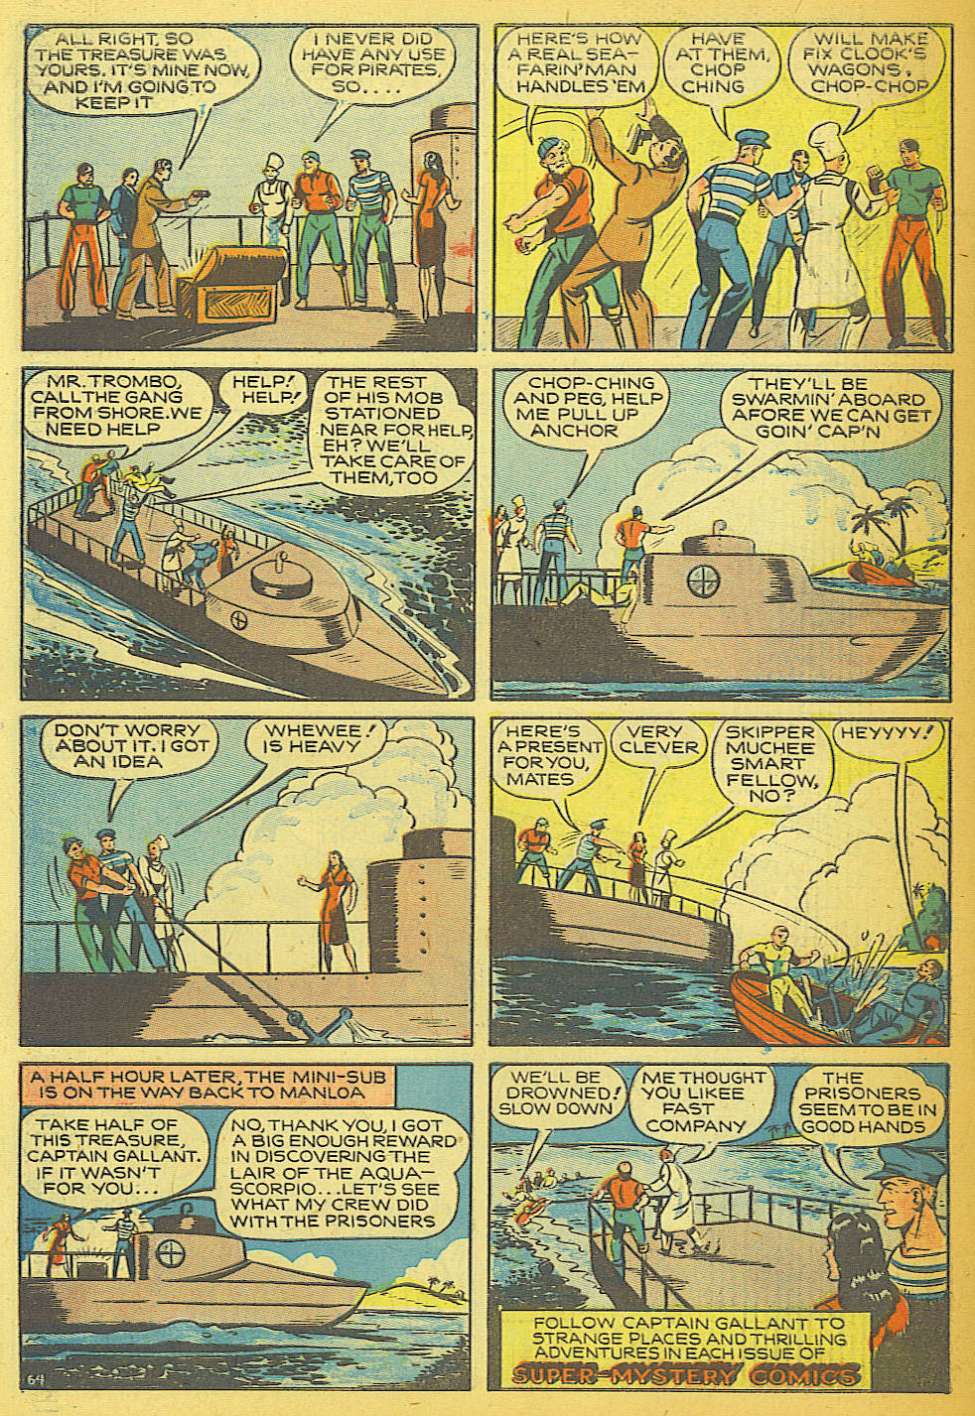 ALL RIGHT, SO
THE TREASURE WAS
YOURS. IT'S MINE NOW,
AND I'M GOING TO
KEEP IT
I NEVER DID
HAVE ANY USE
FOR PIRATES,
SO....
HERE'S HOW
A REAL SEA-
FARIN' MAN
HANDLES 'EM
HAVE
AT THEM,
CHOP
CHING
WILL MAKE
FIX CLOOK'S
WAGONS,
CHOP-CHOP
MR. TROMBO,
CALL THE GANG
FROM SHORE. WE
NEED HELP
HELP!
HELP!
THE REST
OF HIS MOB
STATIONED
NEAR FOR HELP,
EH? WE'LL
TAKE CARE OF
THEM, TOO
CHOP-CHING
AND PEG, HELP
ME PULL UP
ANCHOR
THEY'LL BE
SWARMIN' ABOARD
AFORE WE CAN GET
GOIN' CAP'N
DON'T WORRY
ABOUT IT. I GOT
AN IDEA
WHEWEE!
IS HEAVY
HERE'S
A PRESENT
FOR YOU,
MATES
VERY
CLEVER
SKIPPER
MUCHEE
SMART
FELLOW,
NO?
HEYYYY!
A HALF HOUR LATER, THE MINI-SUB
IS ON THE WAY BACK TO MANLOA
TAKE HALF OF
THIS TREASURE,
CAPTAIN GALLANT.
IF IT WASN'T
FOR YOU...
NO, THANK YOU, I GOT
A BIG ENOUGH REWARD
IN DISCOVERING THE
LAIR OF THE AQUA-
SCORPIO...LET'S SEE
WHAT MY CREW DID
WITH THE PRISONERS
64
WE'LL BE
DROWNED!
SLOW DOWN
ME THOUGHT
YOU LIKEE
FAST
COMPANY
THE
PRISONERS
SEEM TO BE IN
GOOD HANDS
FOLLOW CAPTAIN GALLANT TO
STRANGE PLACES AND THRILLING
ADVENTURES IN EACH ISSUE OF
SUPER-MYSTERY COMICS